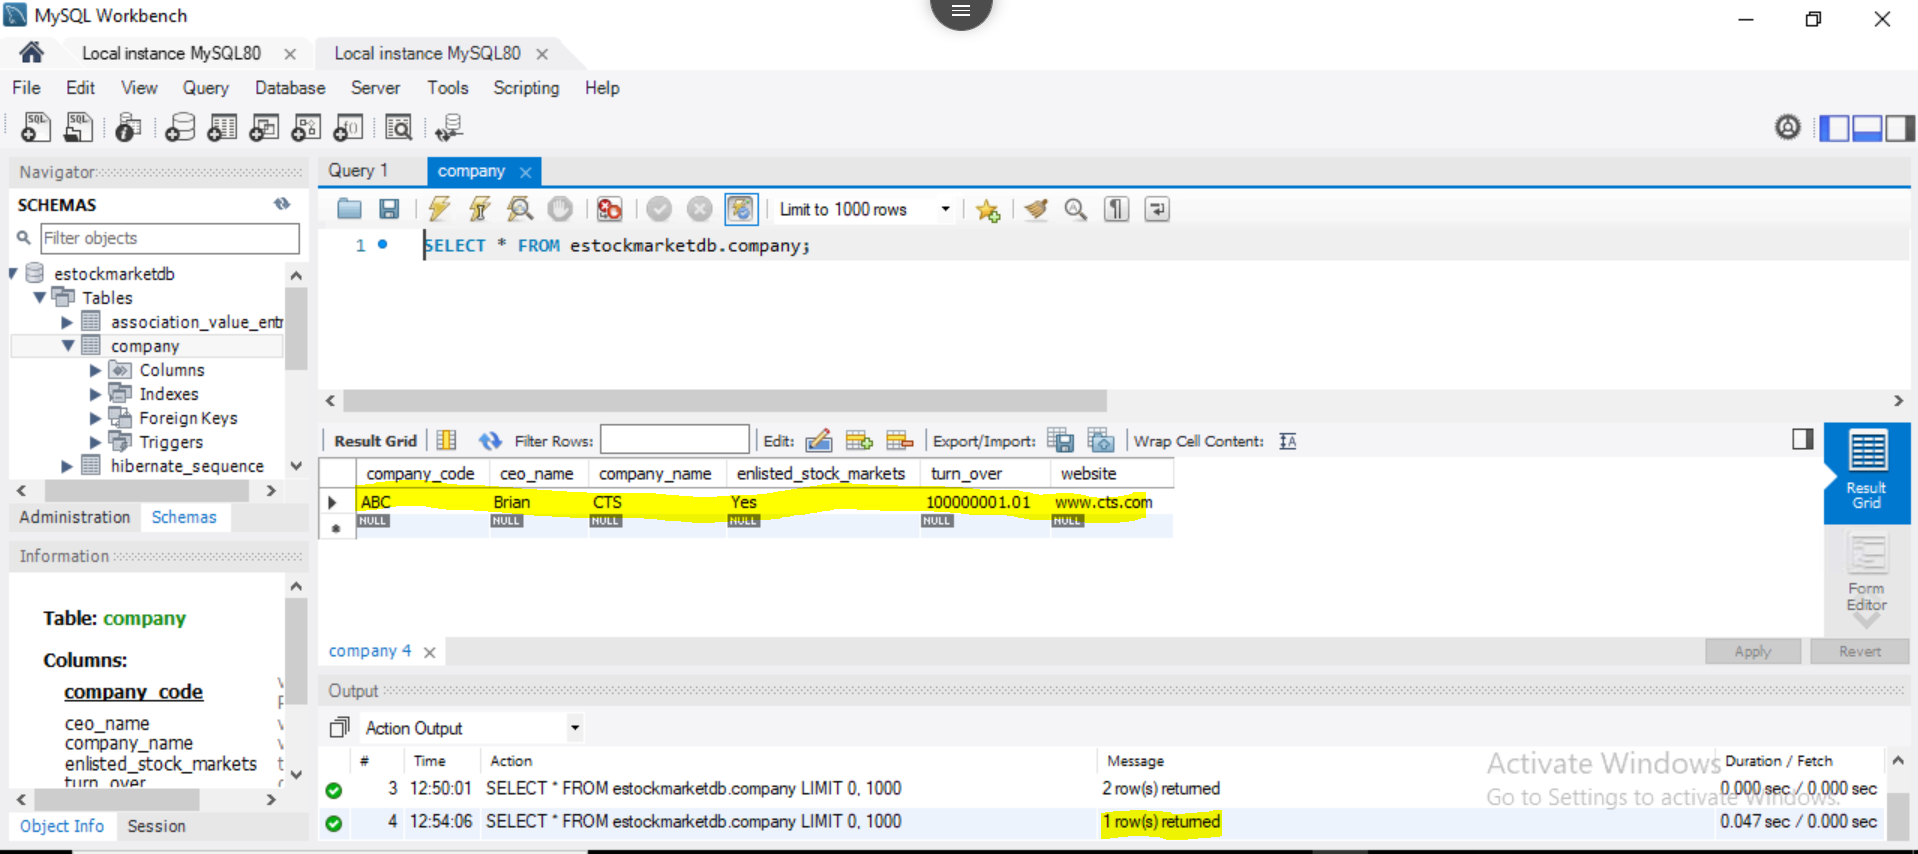 MySQL Workbench
Local instance MySQL80 Local instance MySQL80
File Edit View Query Database Server Tools Scripting Help
Navigator
SCHEMAS
Filter objects
estockmarketdb
Tables
association_value_entr
company
Columns
Indexes
Foreign Keys
Triggers
hibernate_sequence
Administration Schemas
Information
Table: company
Columns:
company_code
ceo_name
company_name
enlisted_stock_markets
turn_over
Object Info Session
Query 1 company
Limit to 1000 rows
1 SELECT * FROM estockmarketdb.company;
Result Grid Filter Rows: Edit: Export/Import: Wrap Cell Content:
company_code ceo_name company_name enlisted_stock_markets turn_over website
ABC Brian CTS Yes 100000001.01 www.cts.com
NULL NULL NULL NULL NULL NULL
Result
Grid
Form
Editor
company 4 Apply Revert
Output
Action Output
# Time Action Message Duration / Fetch
3 12:50:01 SELECT * FROM estockmarketdb.company LIMIT 0, 1000 2 row(s) returned 0.000 sec / 0.000 sec
4 12:54:06 SELECT * FROM estockmarketdb.company LIMIT 0, 1000 1 row(s) returned 0.047 sec / 0.000 sec
Activate Windows
Go to Settings to activate Windows.